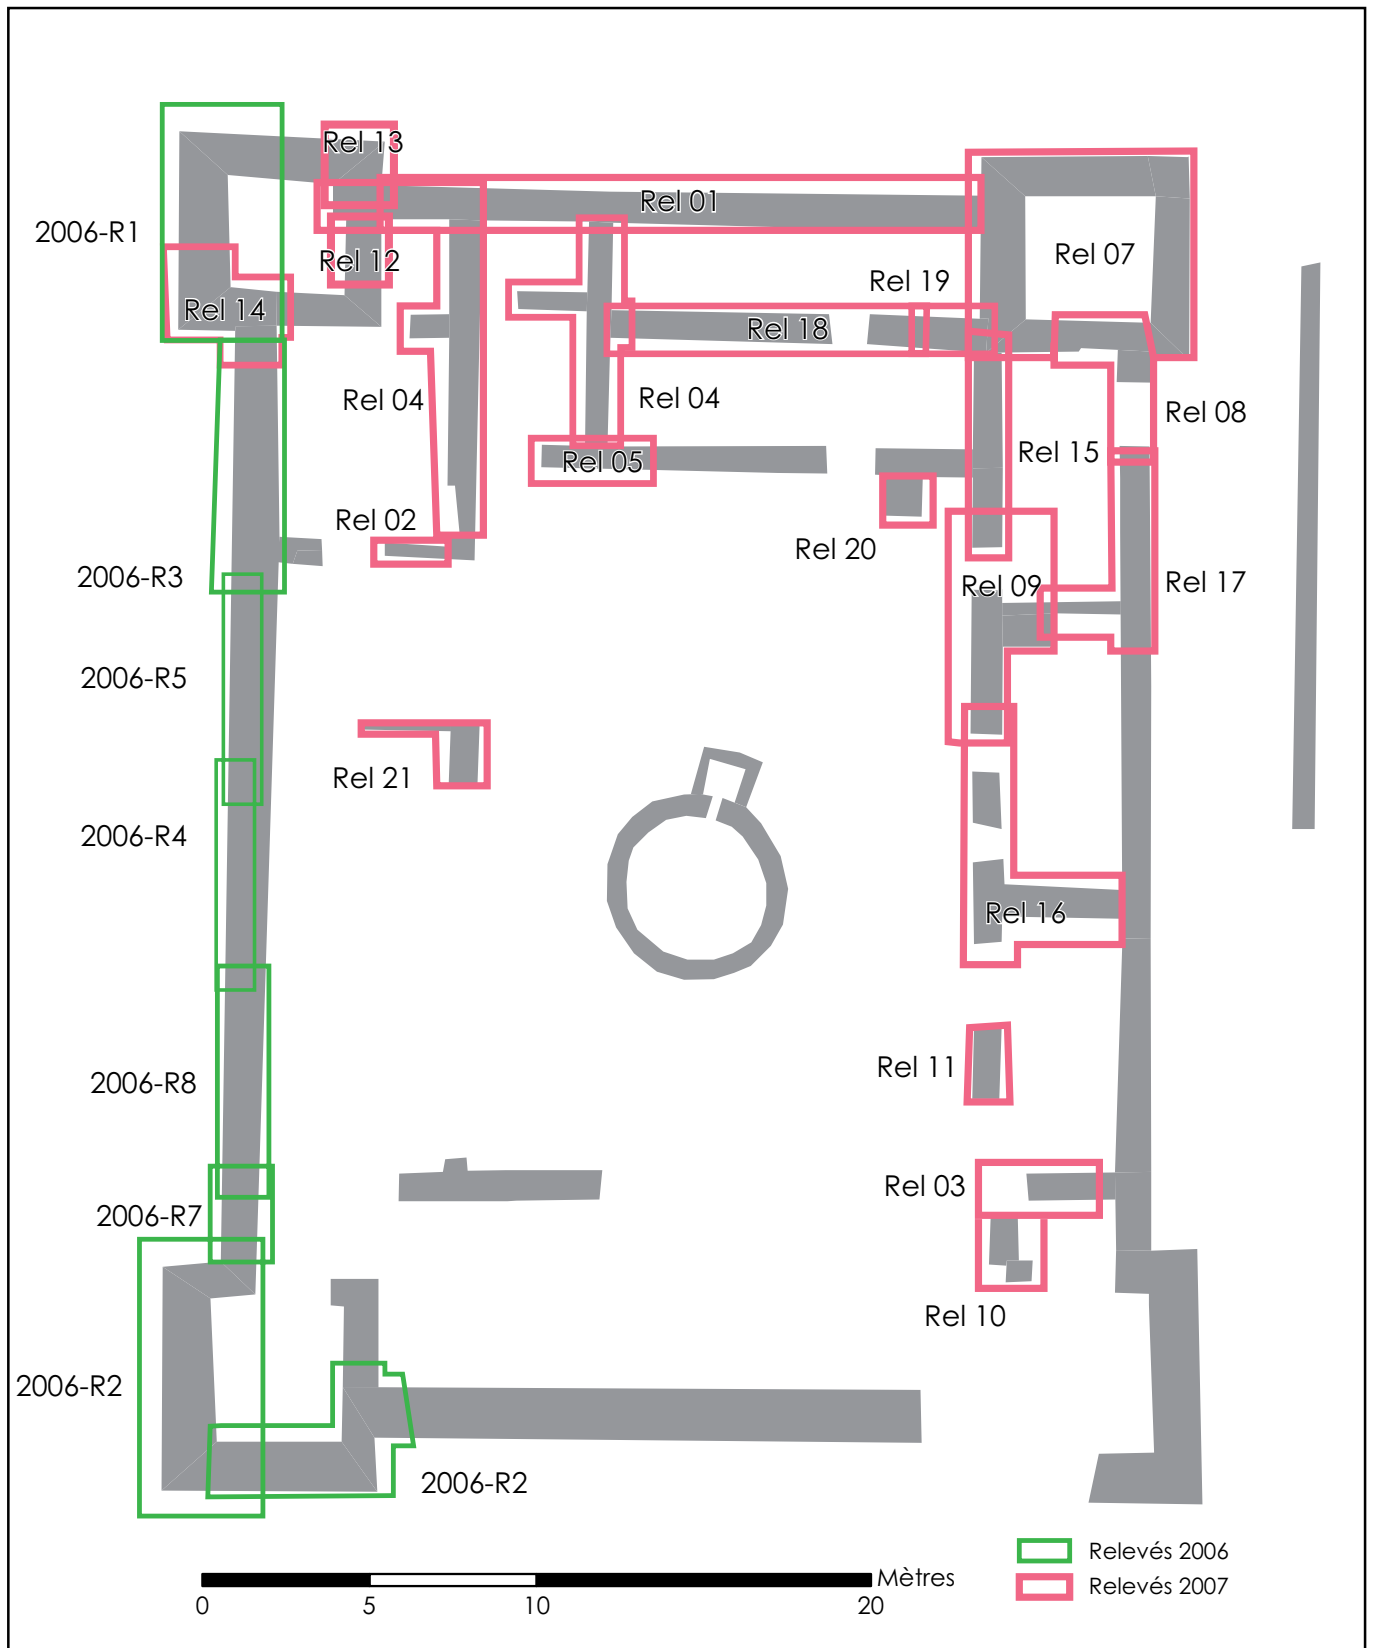 Rel 13
Rel 01
2006-R1
Rel 12
Rel 07
Rel 19
Rel 14
Rel 18
Rel 04
Rel 04
Rel 08
Rel 15
Rel 05
Rel 02
Rel 20
2006-R3
Rel 09
Rel 17
2006-R5
Rel 21
2006-R4
Rel 16
Rel 11
2006-R8
Rel 03
2006-R7
Rel 10
2006-R2
2006-R2
Relevés 2006
Mètres
Relevés 2007
0 5 10 20